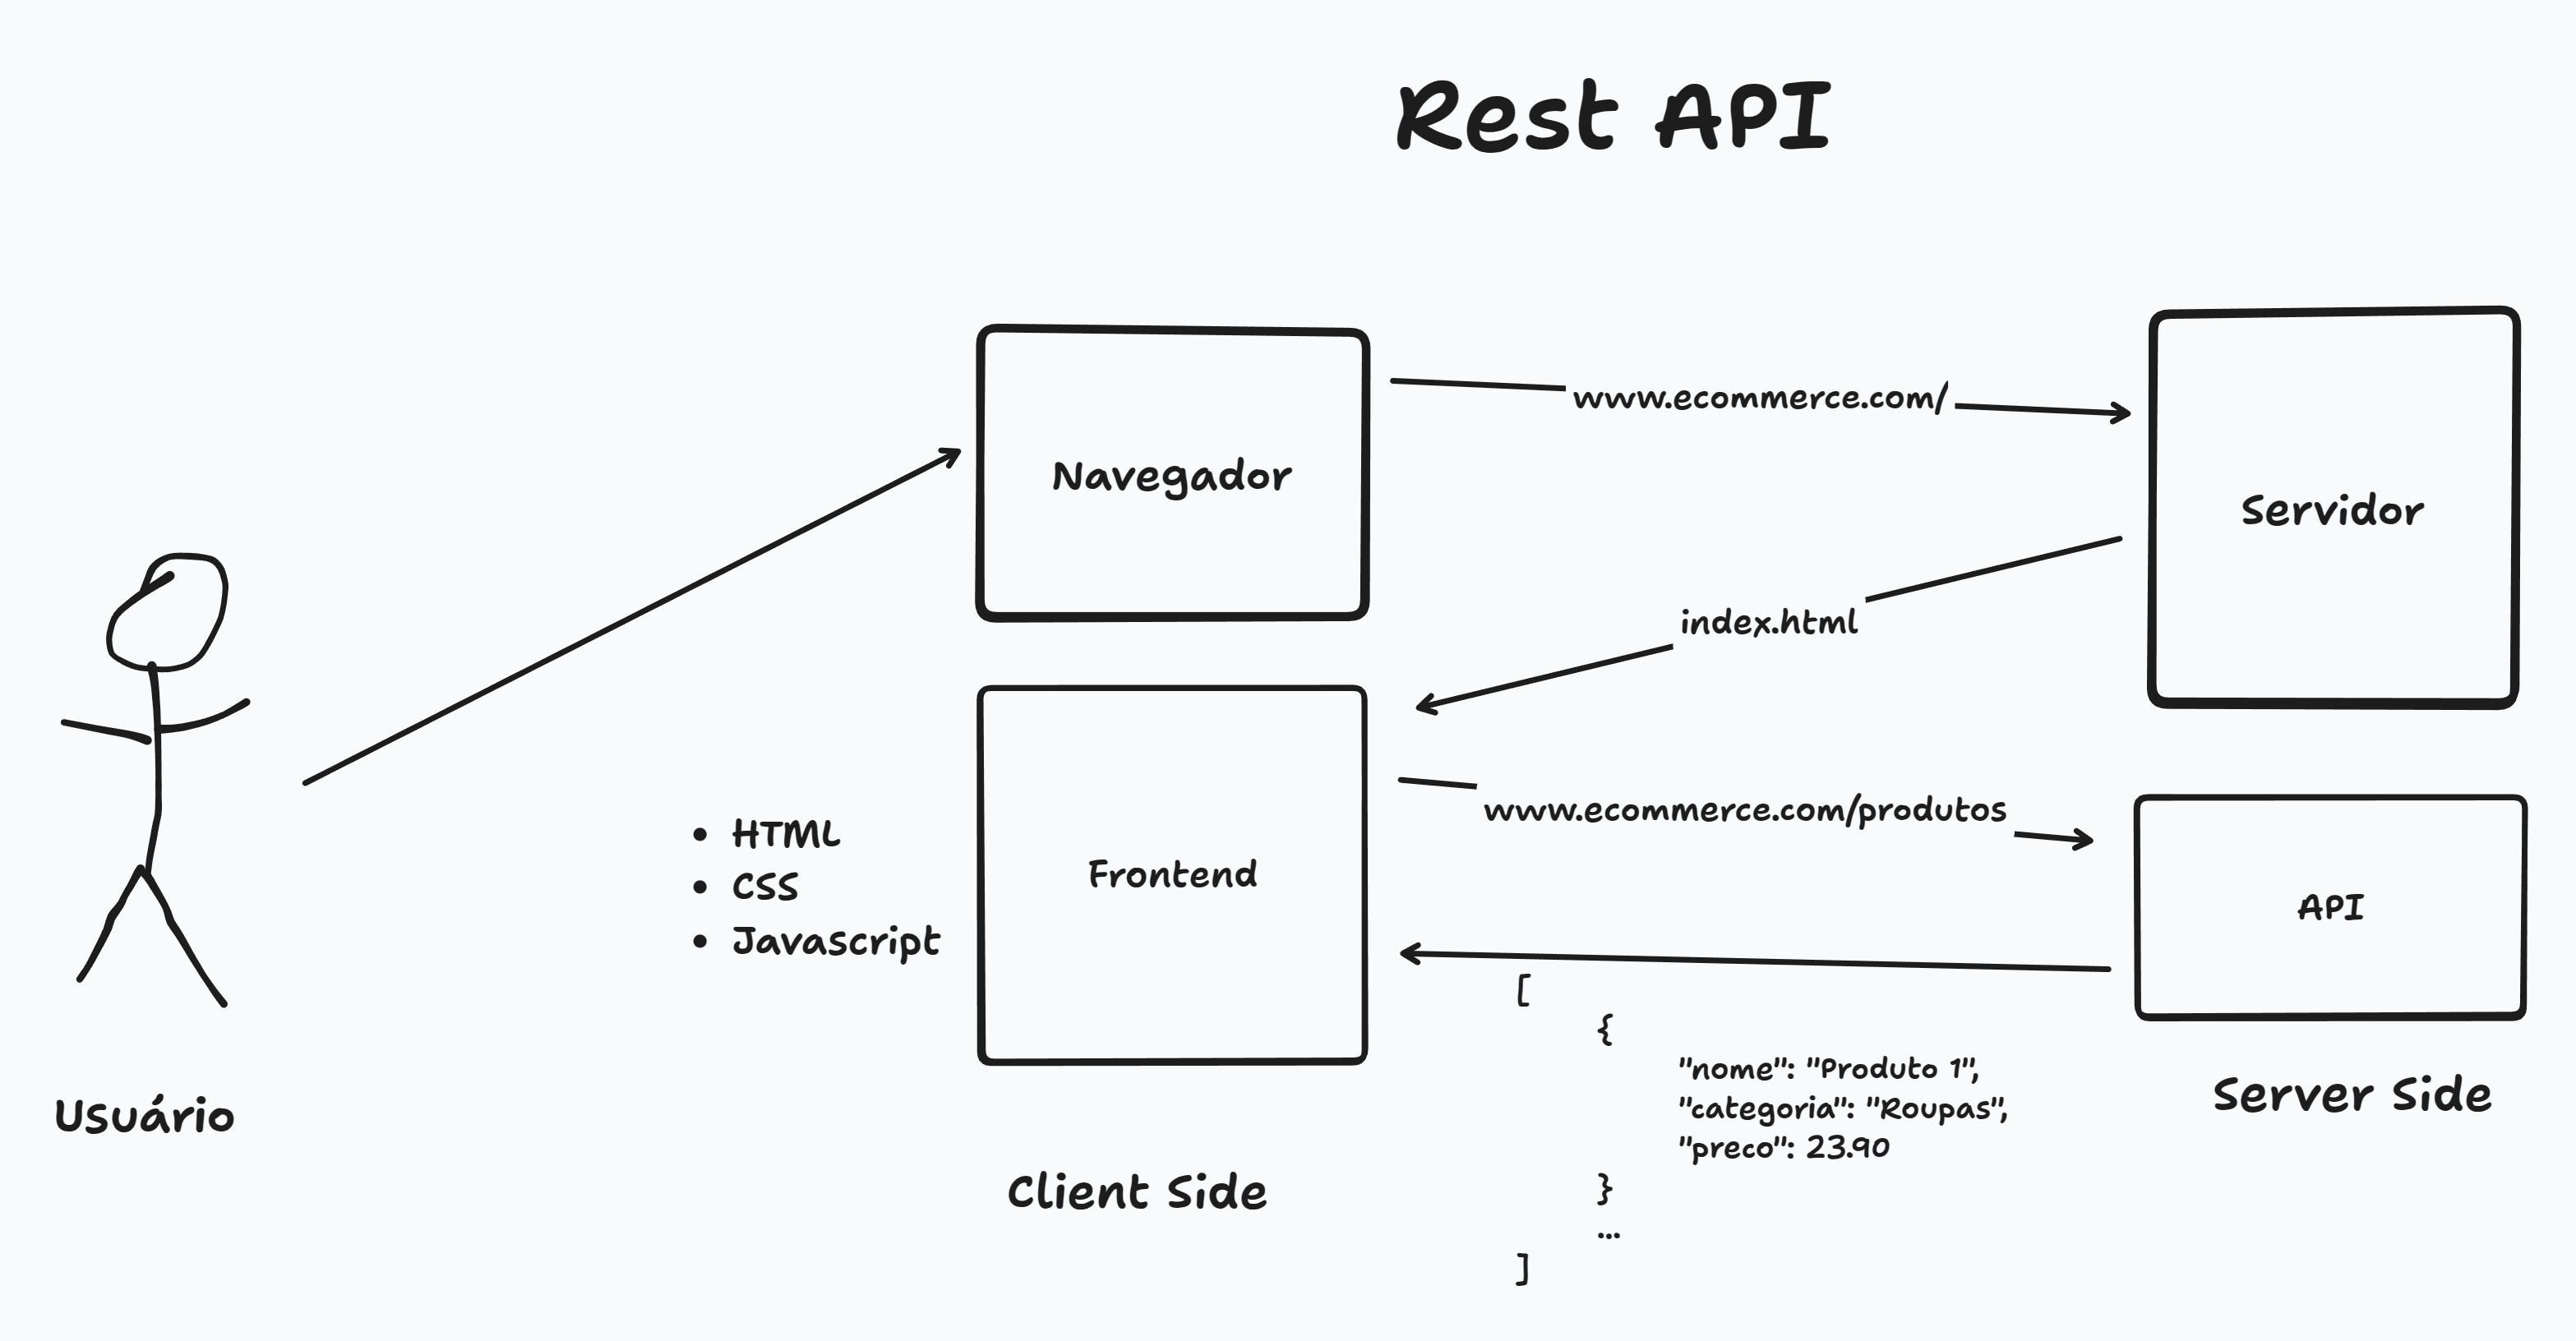 Rest API
Navegador
www.ecommerce.com/
Servidor
index.html
www.ecommerce.com/produtos
• HTML
• CSS
• Javascript
Frontend
API
[
{
"nome": "Produto 1",
"categoria": "Roupas",
"preco": 23.90
}
...
]
Usuário
Client Side
Server Side